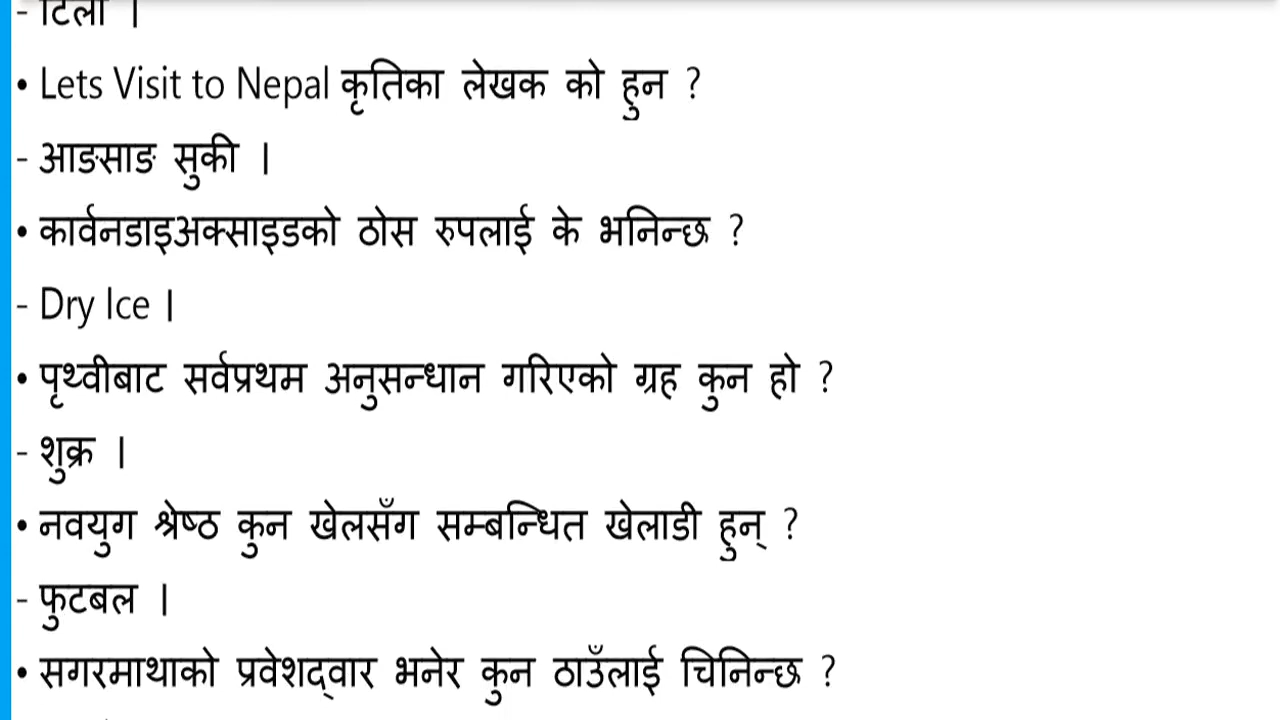 - टिला ।
• Lets Visit to Nepal कृतिका लेखक को हुन ?
- आङसाङ सुकी ।
• कार्वनडाइअक्साइडको ठोस रुपलाई के भनिन्छ ?
- Dry Ice ।
• पृथ्वीबाट सर्वप्रथम अनुसन्धान गरिएको ग्रह कुन हो ?
- शुक्र ।
• नवयुग श्रेष्ठ कुन खेलसँग सम्बन्धित खेलाडी हुन् ?
- फुटबल ।
• सगरमाथाको प्रवेशद्वार भनेर कुन ठाउँलाई चिनिन्छ ?